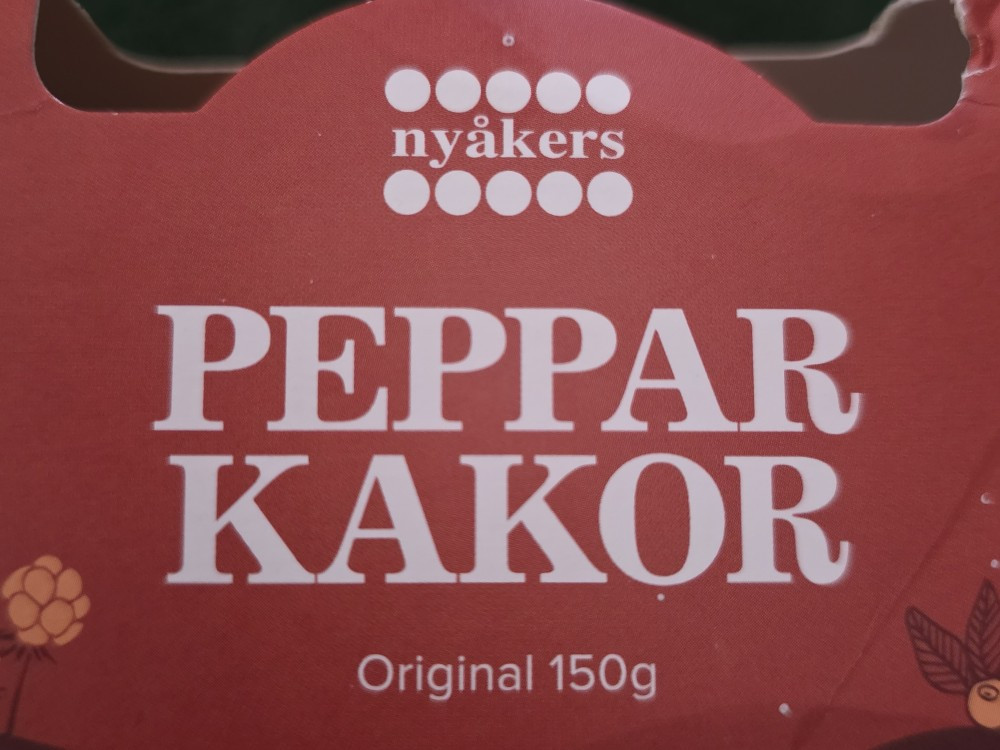 nyåkers
PEPPAR
KAKOR
Original 150g